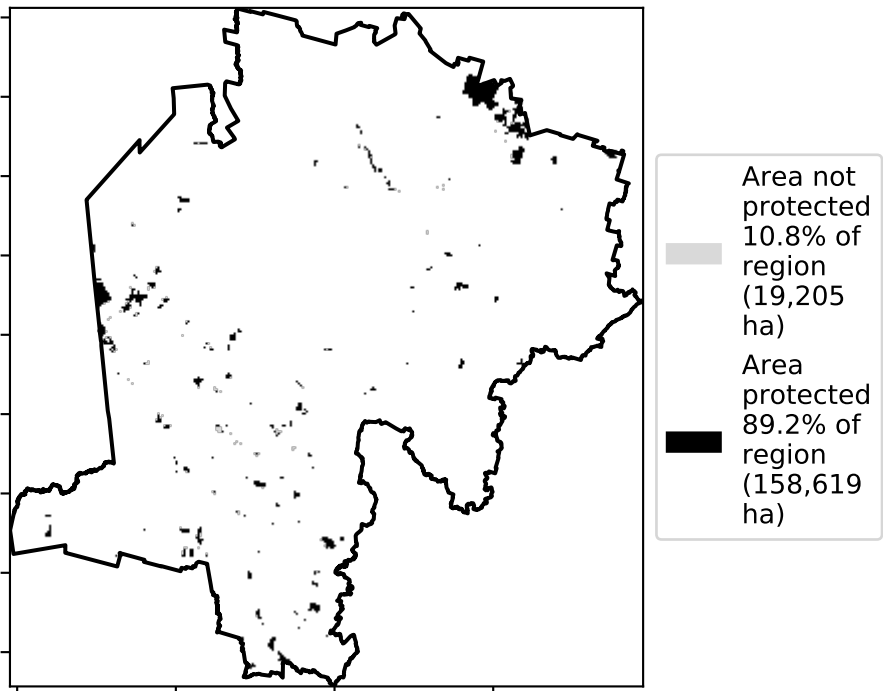 Area not
protected
10.8% of
region
(19,205
ha)
Area
protected
89.2% of
region
(158,619
ha)